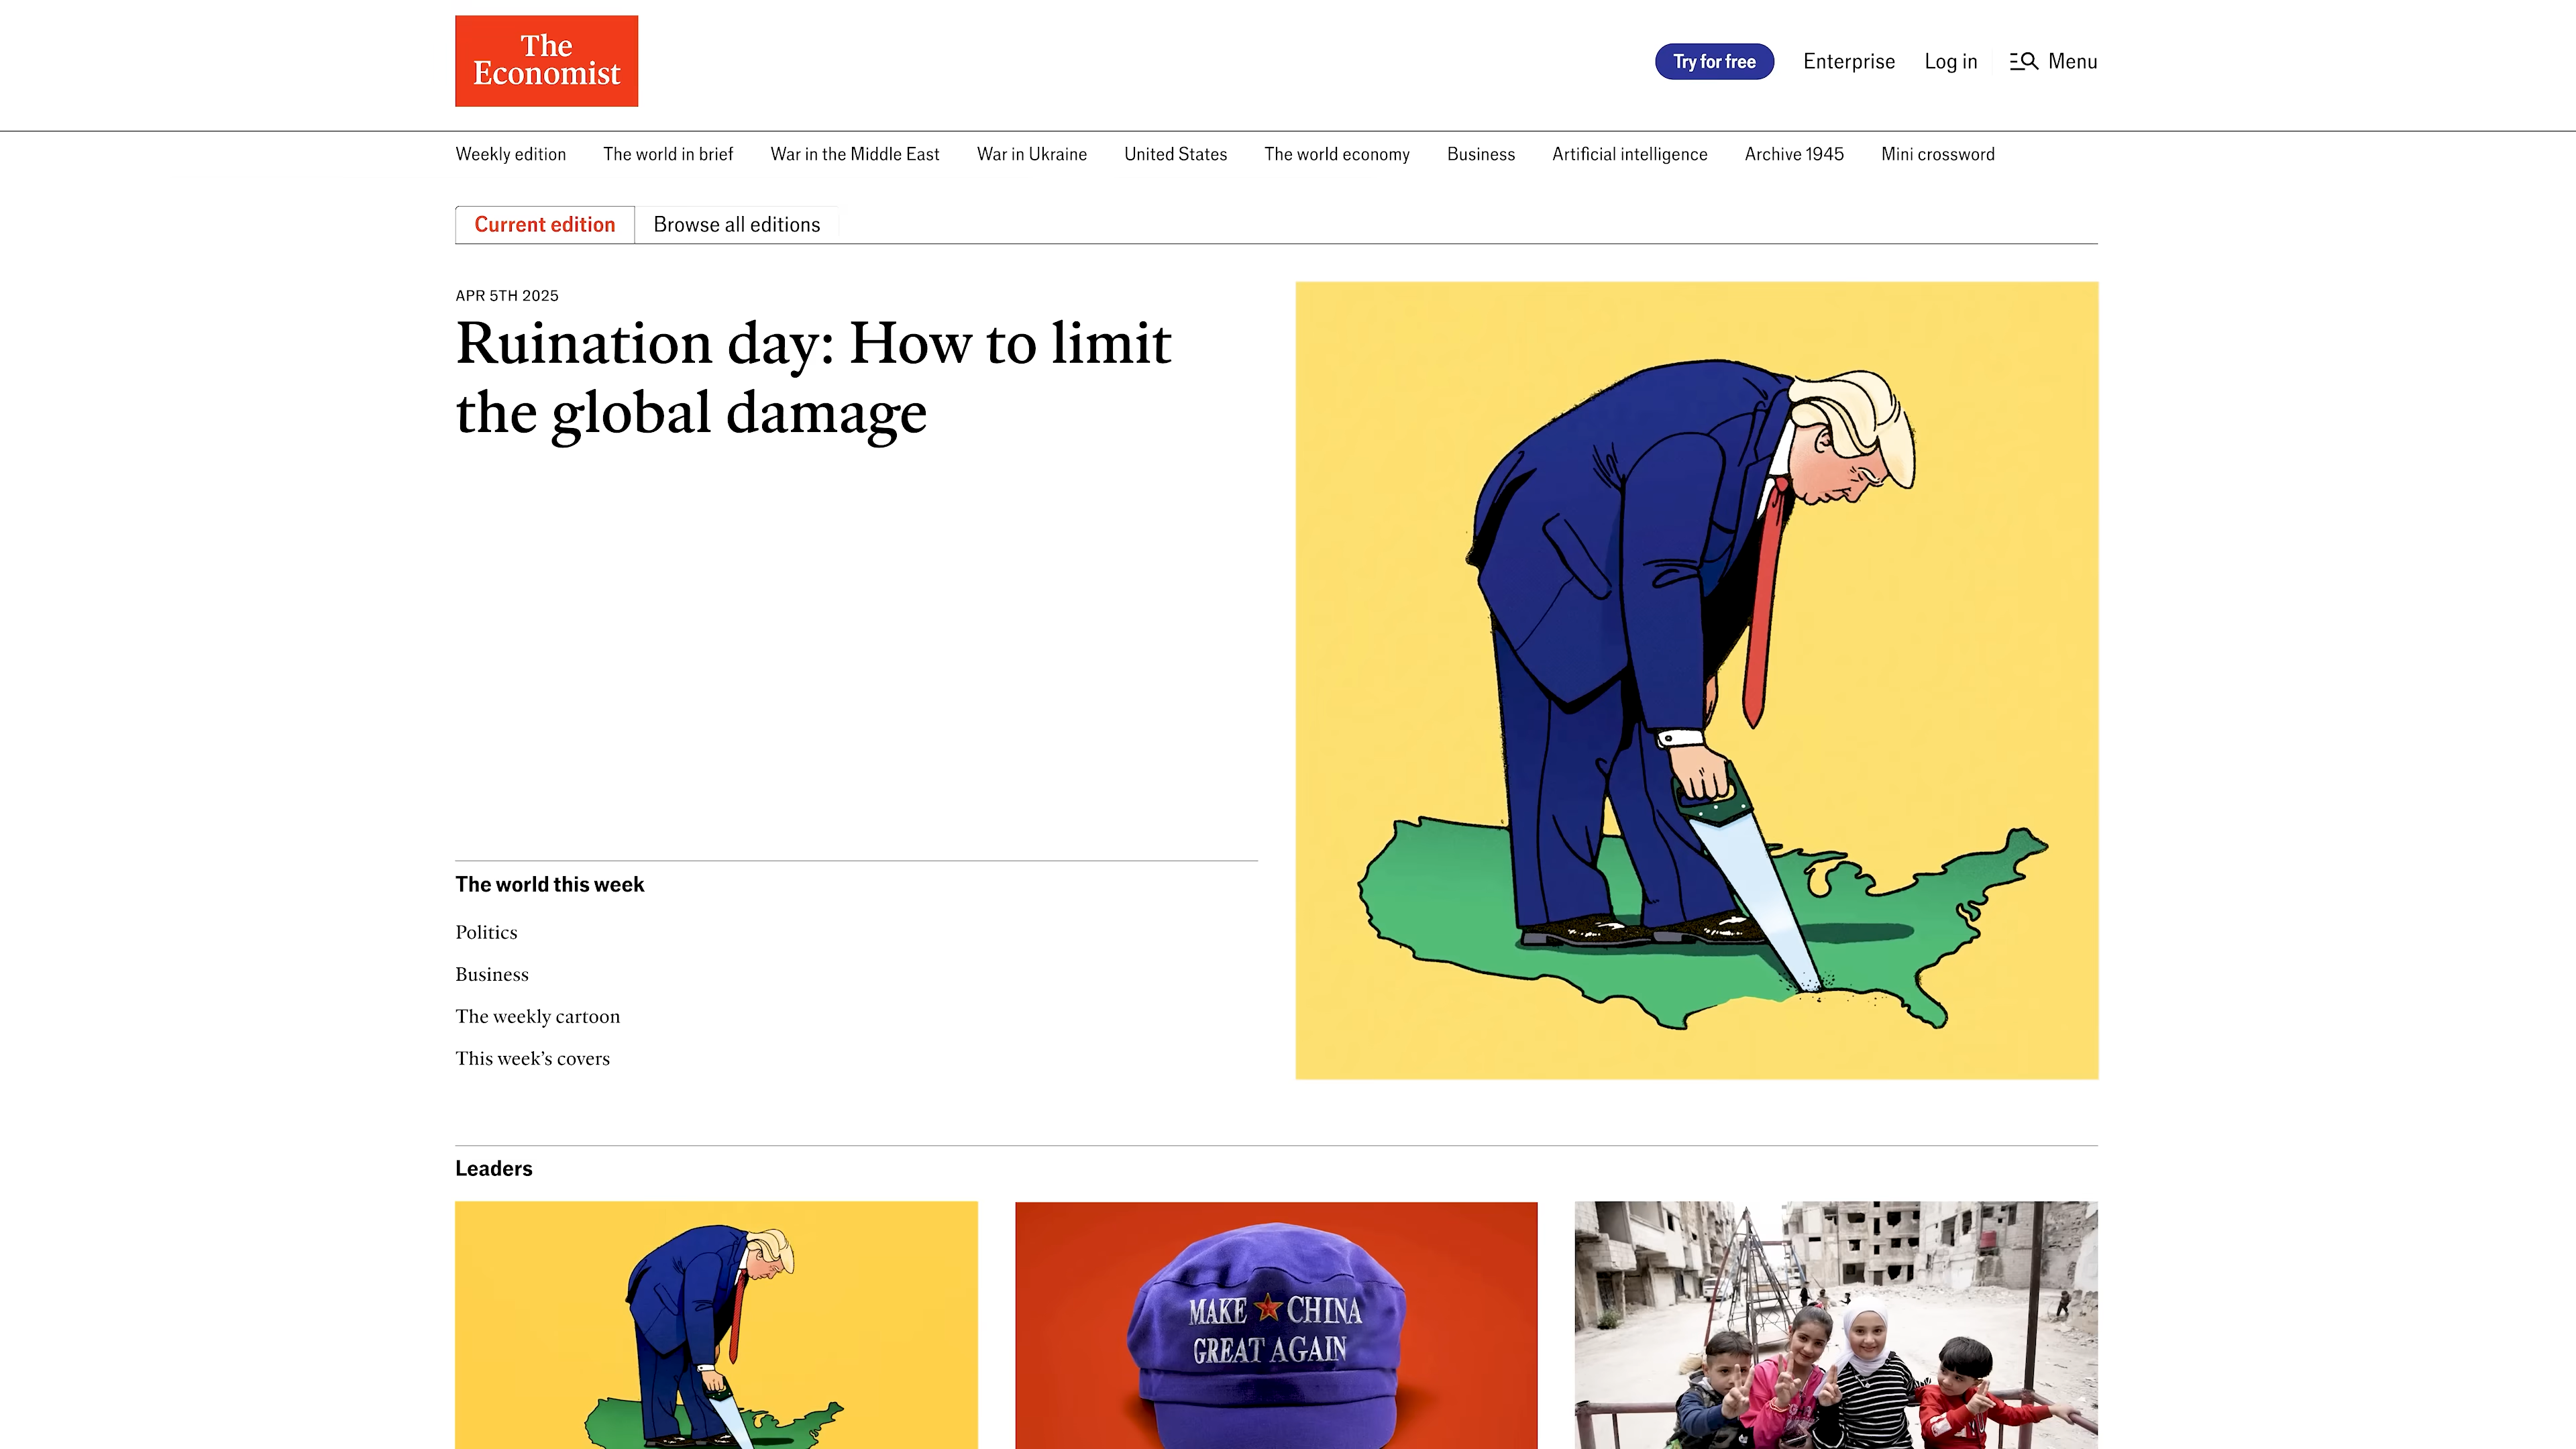 The
Economist
Try for free
Enterprise
Log in
Menu
Weekly edition
The world in brief
War in the Middle East
War in Ukraine
United States
The world economy
Business
Artificial intelligence
Archive 1945
Mini crossword
Current edition
Browse all editions
APR 5TH 2025
Ruination day: How to limit
the global damage
The world this week
Politics
Business
The weekly cartoon
This week’s covers
Leaders
MAKE CHINA
GREAT AGAIN